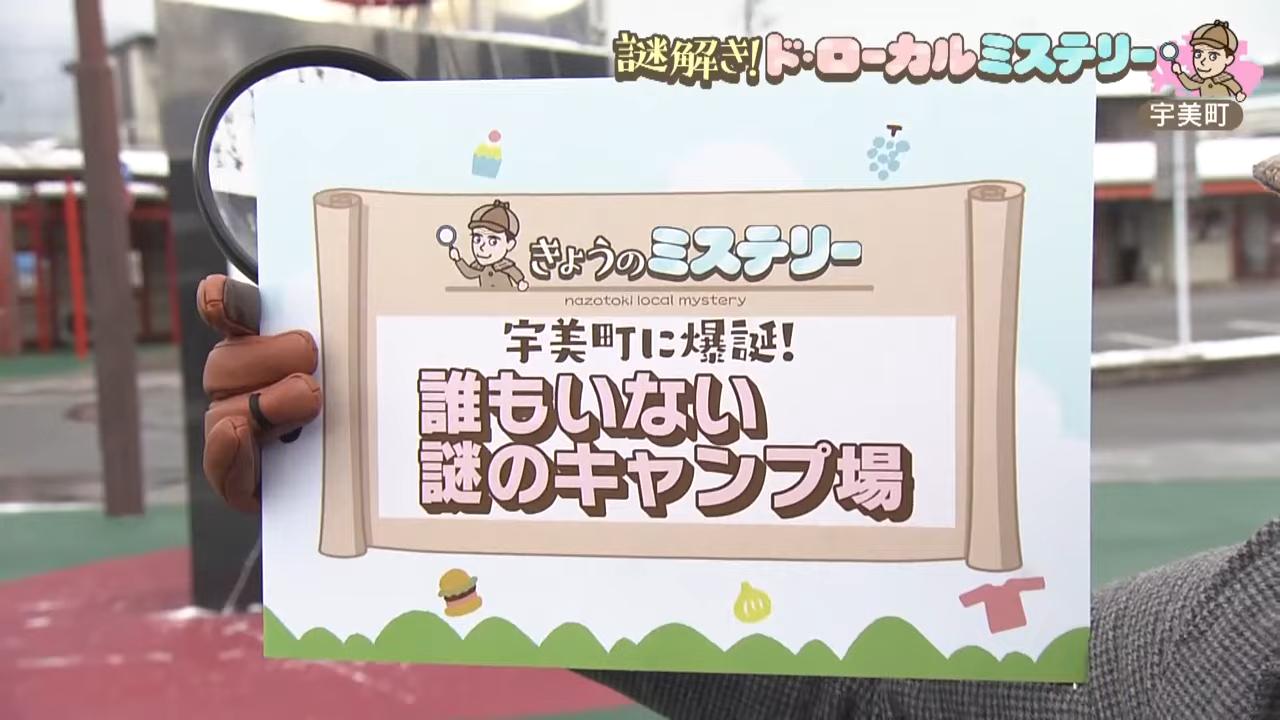 謎解き!ド・ローカルミステリー
宇美町
きょうのミステリー
nazotoki local mystery
宇美町に爆誕!
誰もいない
謎のキャンプ場